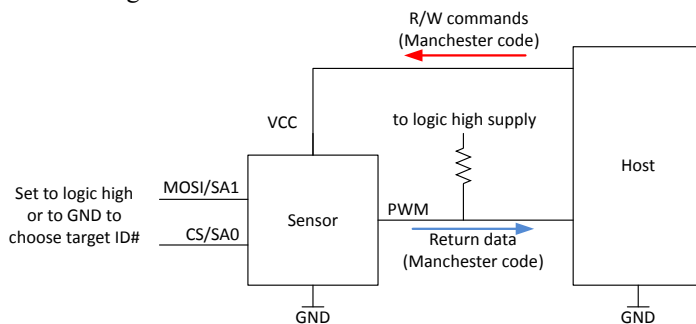 R/W commands
(Manchester code)
VCC
to logic high supply
Host
Set to logic high
or to GND to
choose target ID#
MOSI/SA1
CS/SA0
Sensor
PWM
Return data
(Manchester code)
GND
GND